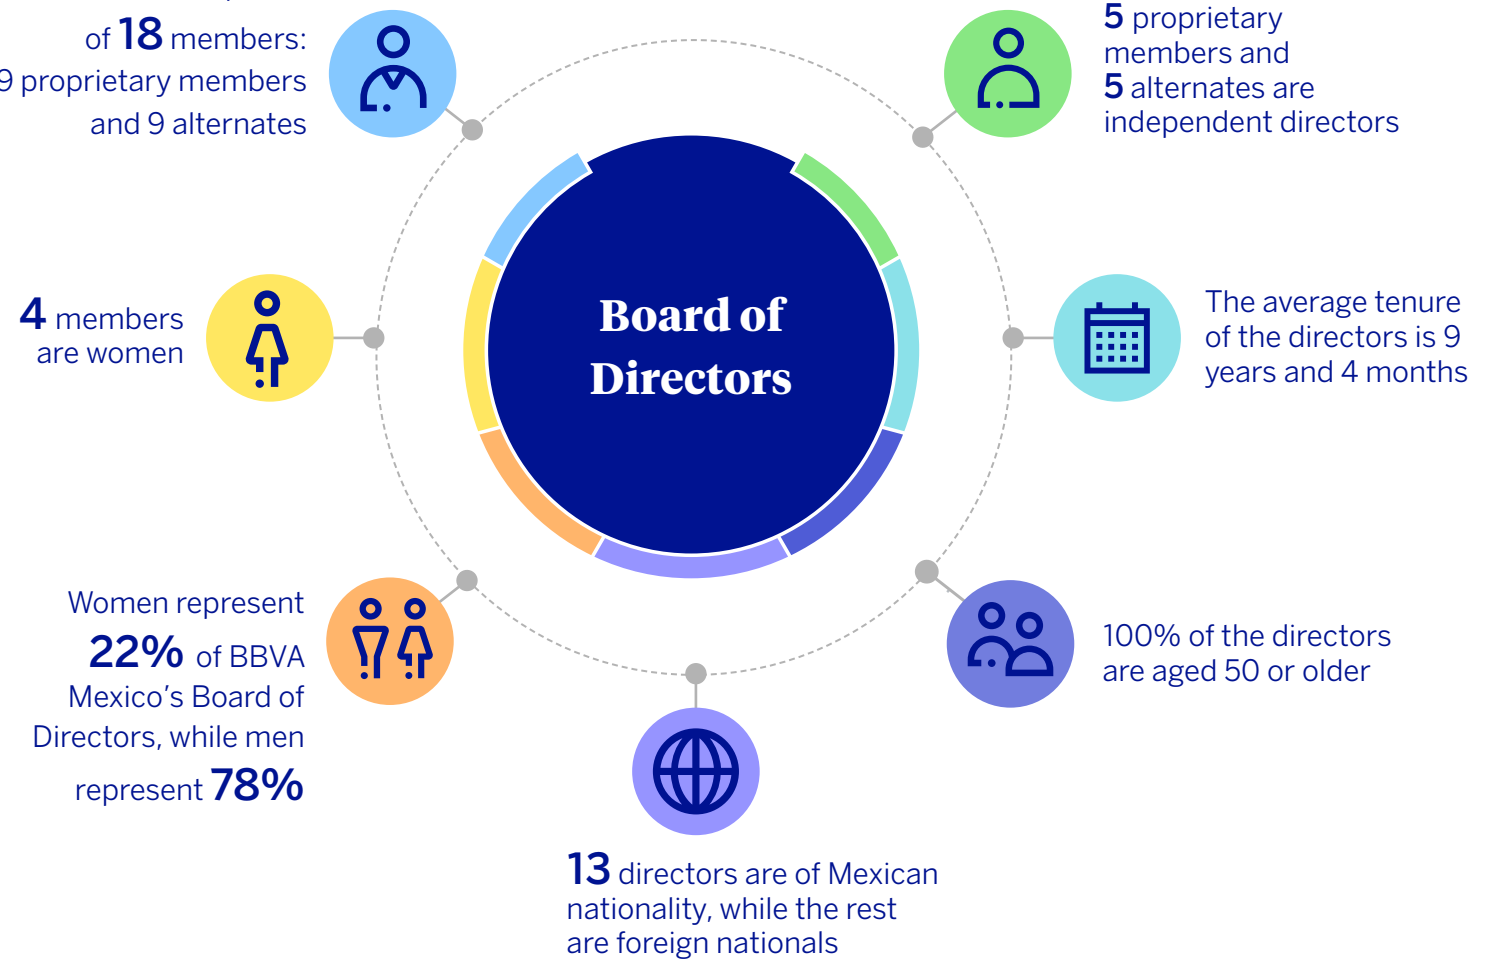 of 18 members:
9 proprietary members
and 9 alternates
5 proprietary
members and
5 alternates are
independent directors
Board of
Directors
4 members
are women
The average tenure
of the directors is 9
years and 4 months
Women represent
22% of BBVA
Mexico's Board of
Directors, while men
represent 78%
100% of the directors
are aged 50 or older
13 directors are of Mexican
nationality, while the rest
are foreign nationals